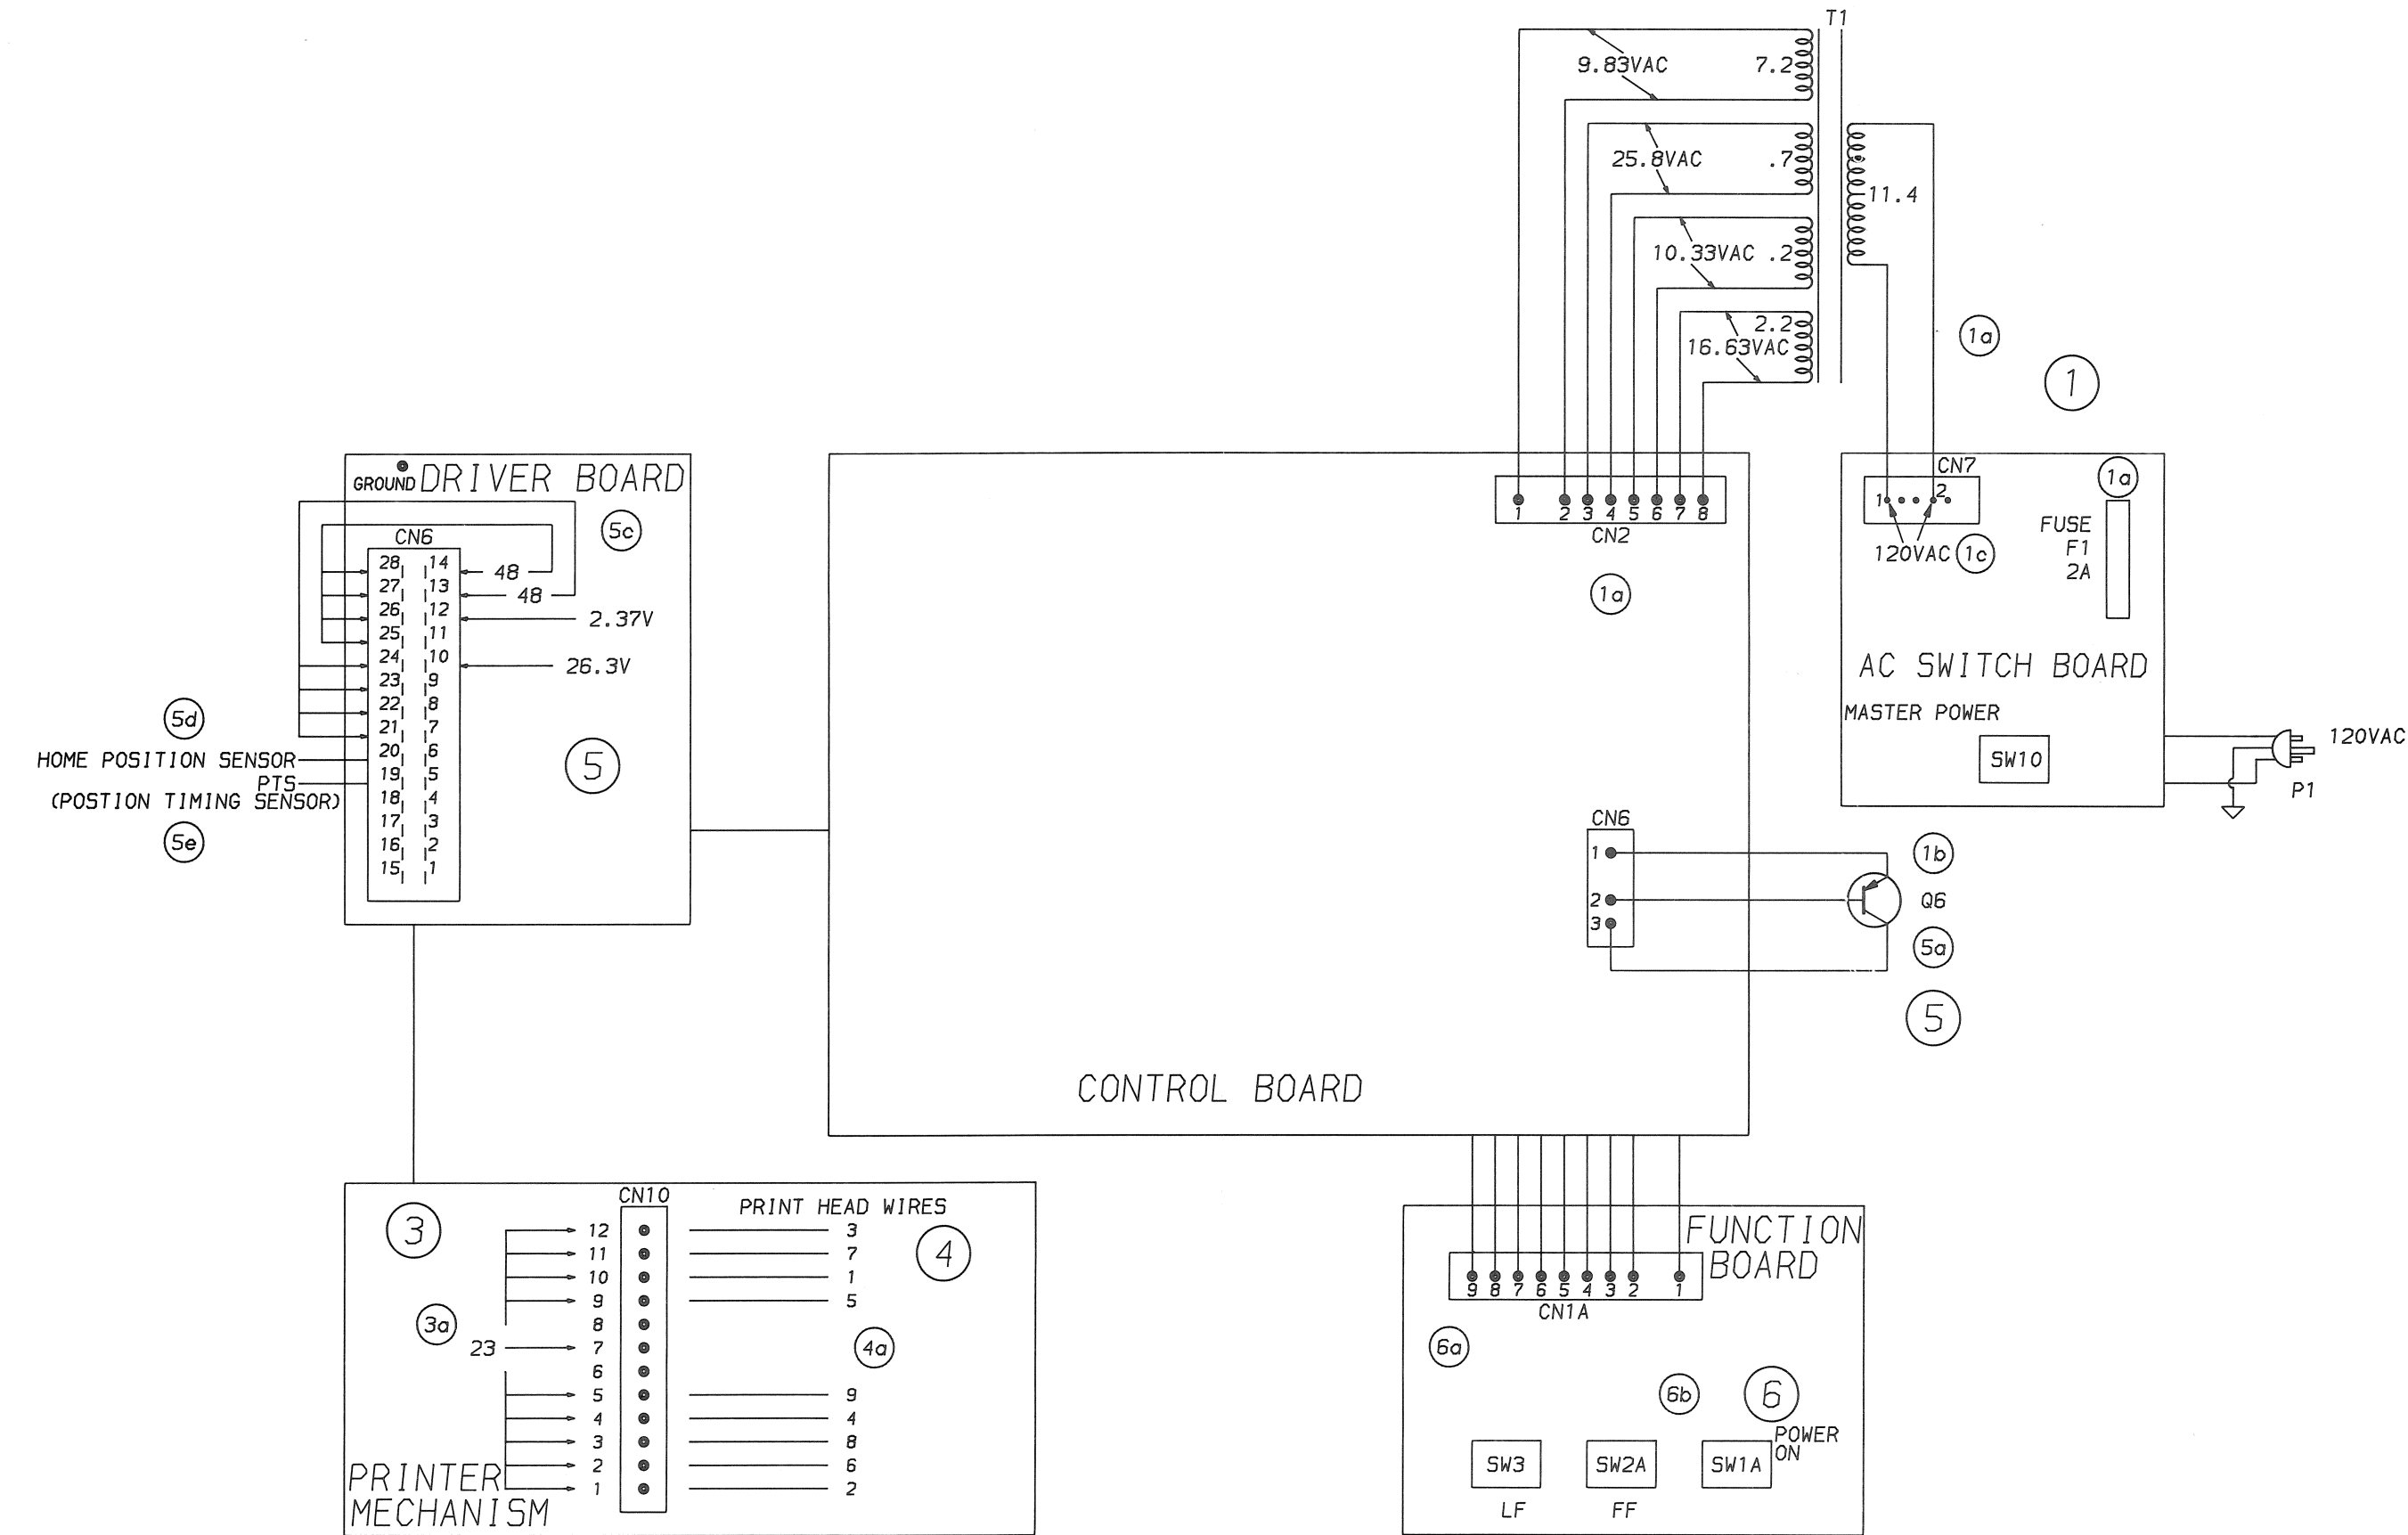 T1
9.83VAC 7.2
25.8VAC .7
11.4
10.33VAC .2
2.2
16.63VAC
1a
1
GROUND DRIVER BOARD
5c
CN6
28 14 48
27 13 48
26 12 2.37V
25 11
24 10 26.3V
23 9
22 8
21 7
20 6
19 5
18 4
17 3
16 2
15 1
5d
HOME POSITION SENSOR
PTS
(POSTION TIMING SENSOR)
5e
5
1 2 3 4 5 6 7 8
CN2
1a
CONTROL BOARD
CN6
1
2
3
1b
Q6
5a
5
CN7
1 2
1a
120VAC 1c
FUSE
F1
2A
AC SWITCH BOARD
MASTER POWER
SW10
120VAC
P1
3
CN10
PRINT HEAD WIRES
12 3
11 7
10 1
9 5
8
23 7
6
5 9
4 4
3 8
2 6
1 2
3a
4
4a
PRINTER
MECHANISM
FUNCTION
BOARD
9 8 7 6 5 4 3 2 1
CN1A
6a
6b
6
POWER
ON
SW3 SW2A SW1A
LF FF